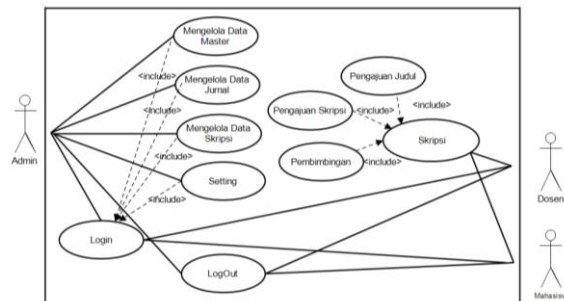 Mengelola Data
Master
<include>
Mengelola Data
Jurnal
<include>
Mengelola Data
Skripsi
<include>
Setting
<include>
Login
LogOut
Admin
Pengajuan Judul
Pengajuan Skripsi
<include>
<include>
Skripsi
Pembimbingan
<include>
Dosen
Mahasisw